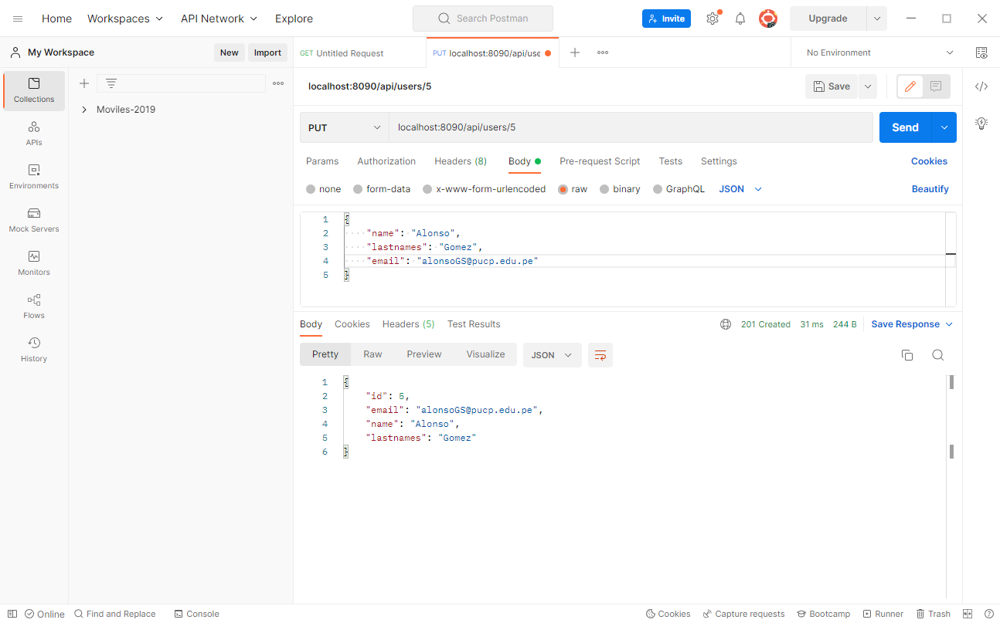 Home Workspaces API Network Explore Search Postman Invite Upgrade
My Workspace New Import GET Untitled Request PUT localhost:8090/api/use No Environment
Collections
APIs
Environments
Mock Servers
Monitors
Flows
History
Moviles-2019
localhost:8090/api/users/5 Save
PUT localhost:8090/api/users/5 Send
Params Authorization Headers (8) Body Pre-request Script Tests Settings Cookies
none form-data x-www-form-urlencoded raw binary GraphQL JSON Beautify
1 {
2 "name": "Alonso",
3 "lastnames": "Gomez",
4 "email": "alonsoGS@pucp.edu.pe"
5 }
Body Cookies Headers (5) Test Results 201 Created 31 ms 244 B Save Response
Pretty Raw Preview Visualize JSON
1 {
2 "id": 5,
3 "email": "alonsoGS@pucp.edu.pe",
4 "name": "Alonso",
5 "lastnames": "Gomez"
6 }
Online Find and Replace Console Cookies Capture requests Bootcamp Runner Trash